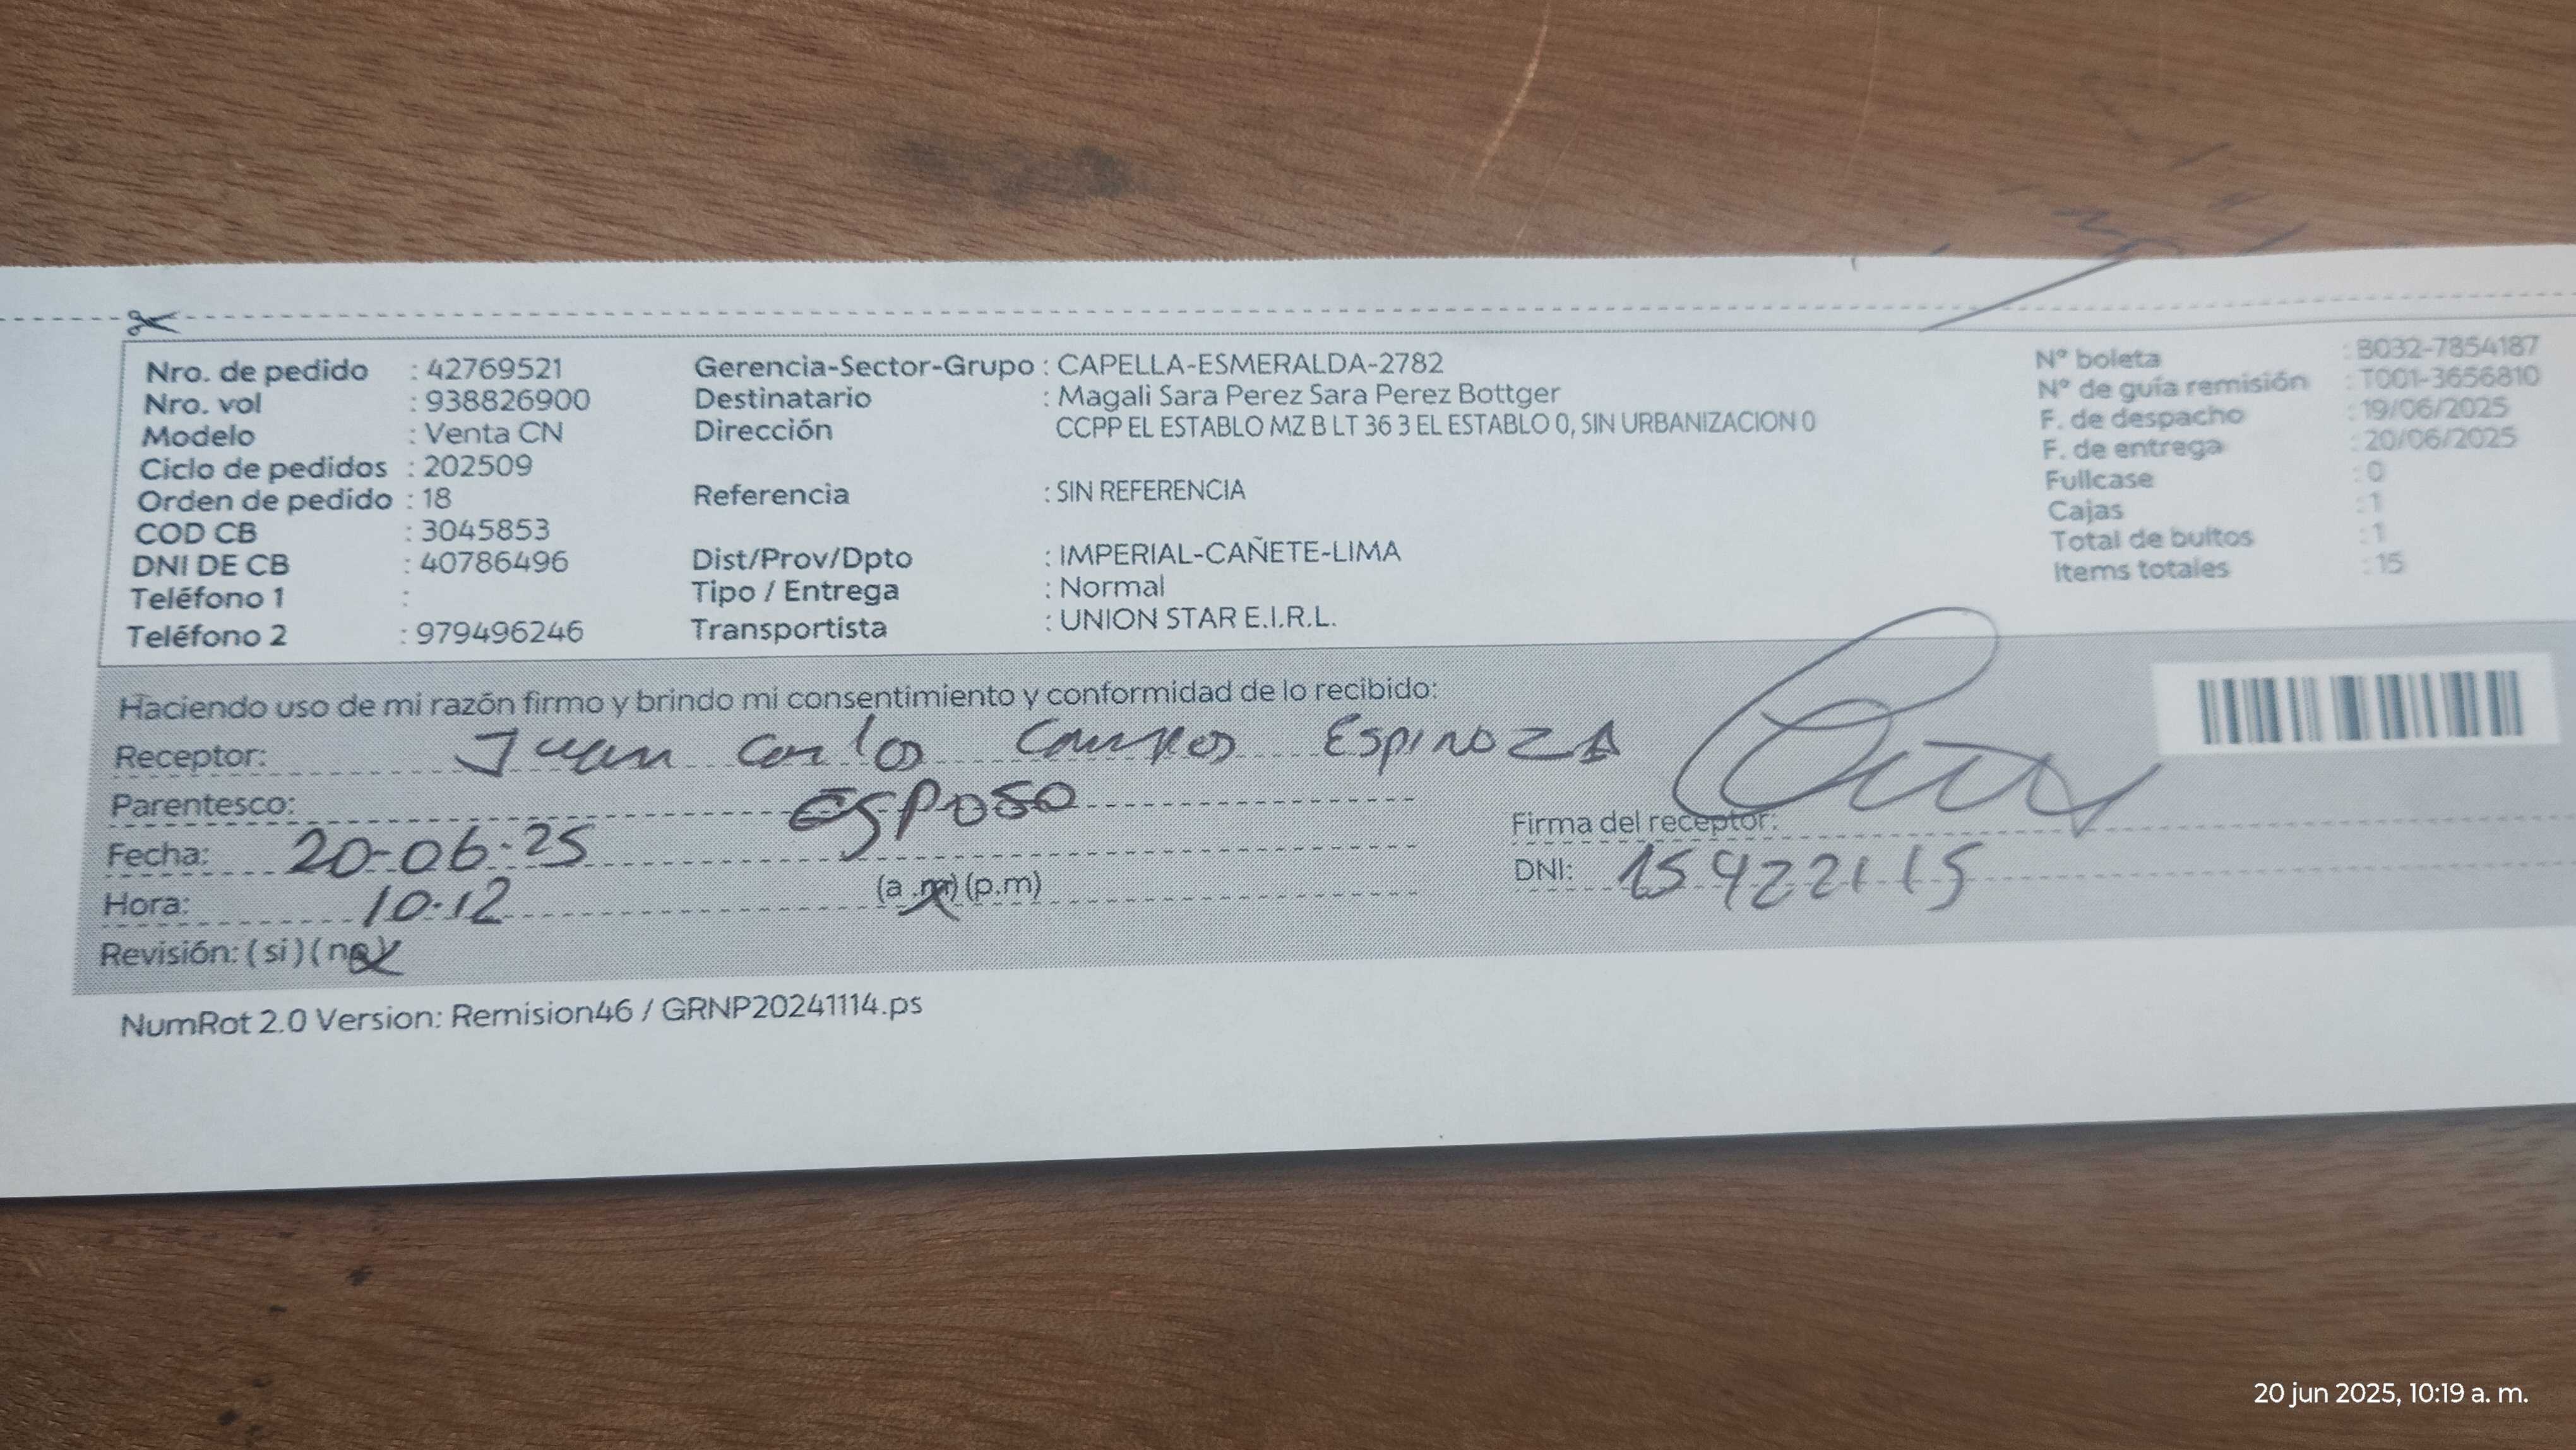 Nro. de pedido : 42769521
Nro. vol : 938826900
Modelo : Venta CN
Ciclo de pedidos : 202509
Orden de pedido : 18
COD CB : 3045853
DNI DE CB : 40786496
Teléfono 1 :
Teléfono 2 : 979496246
Gerencia-Sector-Grupo : CAPELLA-ESMERALDA-2782
Destinatario : Magali Sara Perez Sara Perez Bottger
Dirección CCPP EL ESTABLO MZ B LT 36 3 EL ESTABLO 0, SIN URBANIZACION 0
Referencia : SIN REFERENCIA
Dist/Prov/Dpto : IMPERIAL-CAÑETE-LIMA
Tipo / Entrega : Normal
Transportista : UNION STAR E.I.R.L.
N° boleta : B032-7854187
N° de guía remisión : T001-3656810
F. de despacho : 19/06/2025
F. de entrega : 20/06/2025
Fullcase : 0
Cajas : 1
Total de bultos : 1
Items totales : 15
Haciendo uso de mi razón firmo y brindo mi consentimiento y conformidad de lo recibido:
Receptor: Juan Carlos Campos ESPINOZA
Parentesco: ESPOSO
Fecha: 20-06-25
Hora: 10.12 (a.m) (p.m)
Revisión: (si) (no)
Firma del receptor:
DNI: 15422115
NumRot 2.0 Version: Remision46 / GRNP20241114.ps
20 jun 2025, 10:19 a. m.